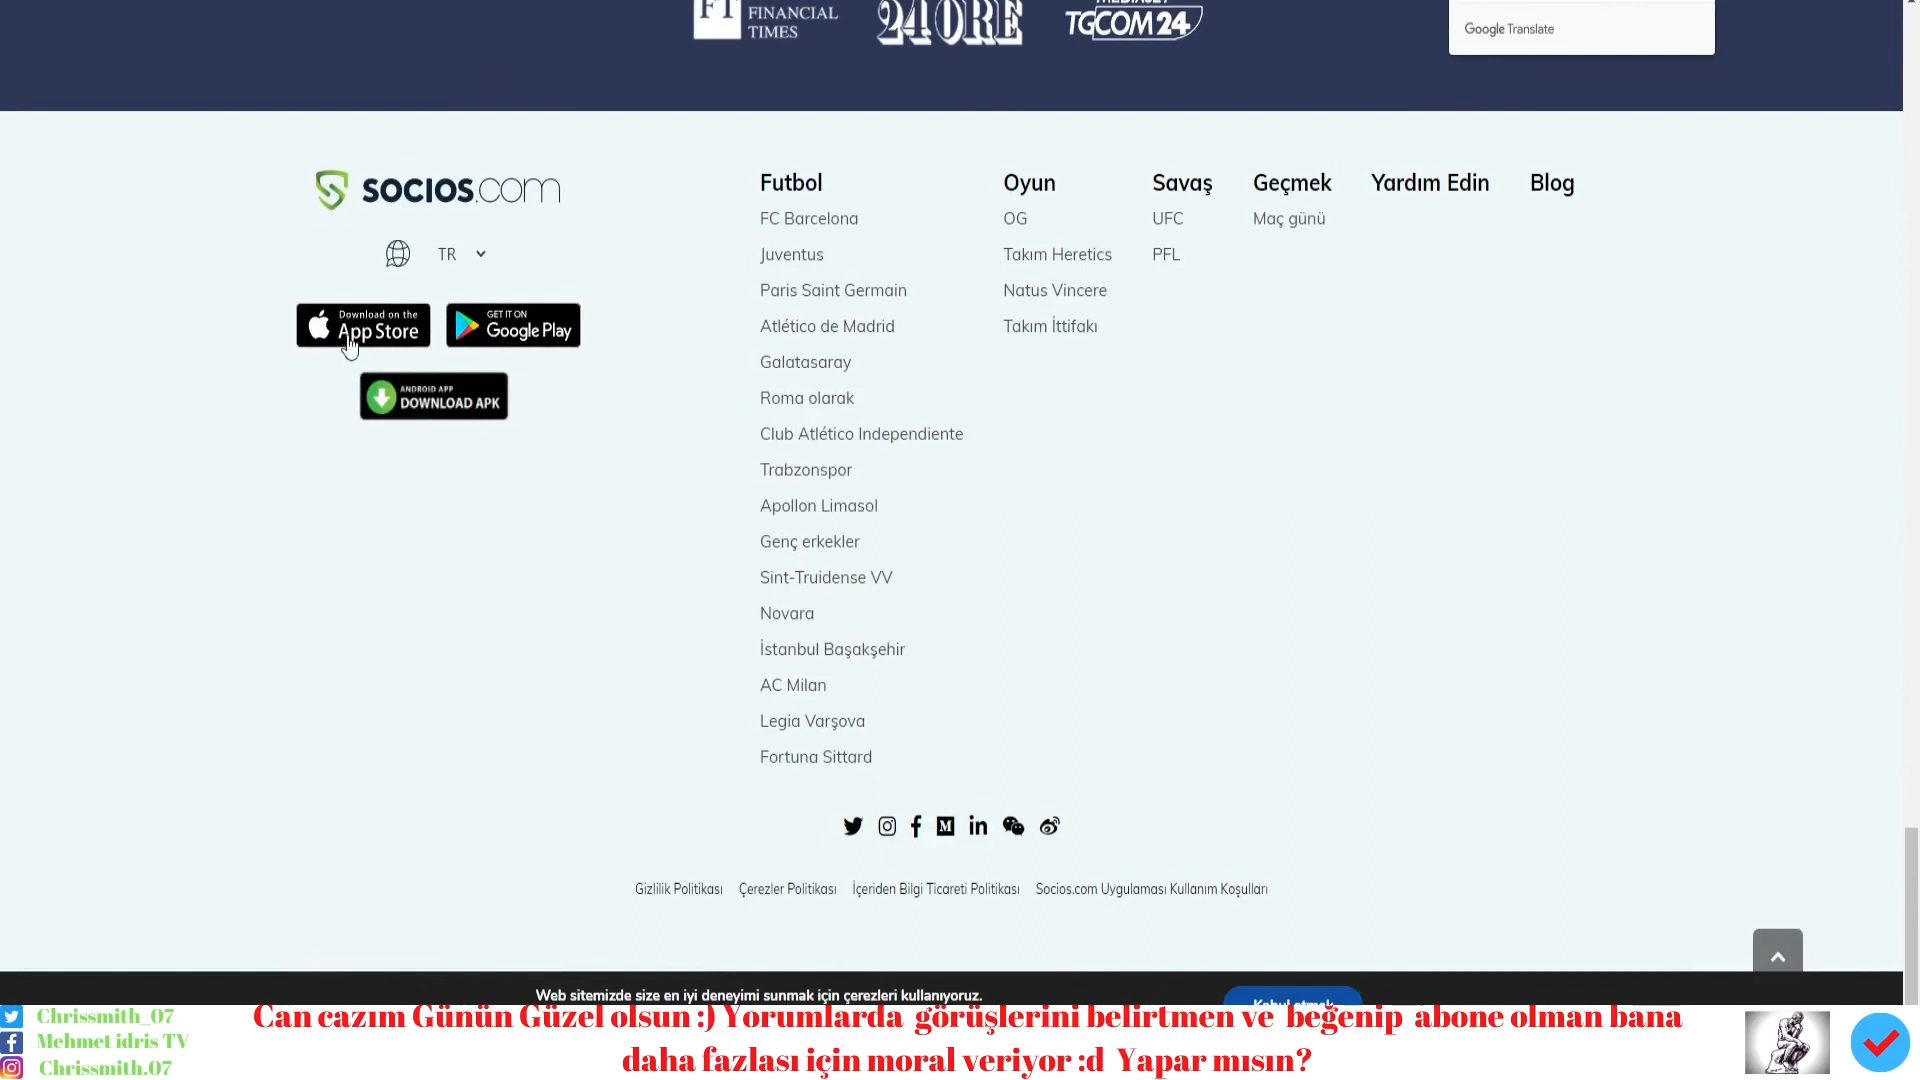 FT FINANCIAL
TIMES
24 ORE
MEDIASET
TGCOM24
Google Translate
socios.com
TR
Download on the
App Store
GET IT ON
Google Play
ANDROID APP
DOWNLOAD APK
Futbol
FC Barcelona
Juventus
Paris Saint Germain
Atlético de Madrid
Galatasaray
Roma olarak
Club Atlético Independiente
Trabzonspor
Apollon Limasol
Genç erkekler
Sint-Truidense VV
Novara
İstanbul Başakşehir
AC Milan
Legia Varşova
Fortuna Sittard
Oyun
OG
Takım Heretics
Natus Vincere
Takım İttifakı
Savaş
UFC
PFL
Geçmek
Maç günü
Yardım Edin
Blog
Gizlilik Politikası Çerezler Politikası İçeriden Bilgi Ticareti Politikası Socios.com Uygulaması Kullanım Koşulları
Web sitemizde size en iyi deneyimi sunmak için çerezleri kullanıyoruz.
Kabul etmek
Chrissmith_07
Mehmet idris TV
Chrissmith.07
Can cazım Günün Güzel olsun :) Yorumlarda görüşlerini belirtmen ve beğenip abone olman bana
daha fazlası için moral veriyor :d Yapar mısın?